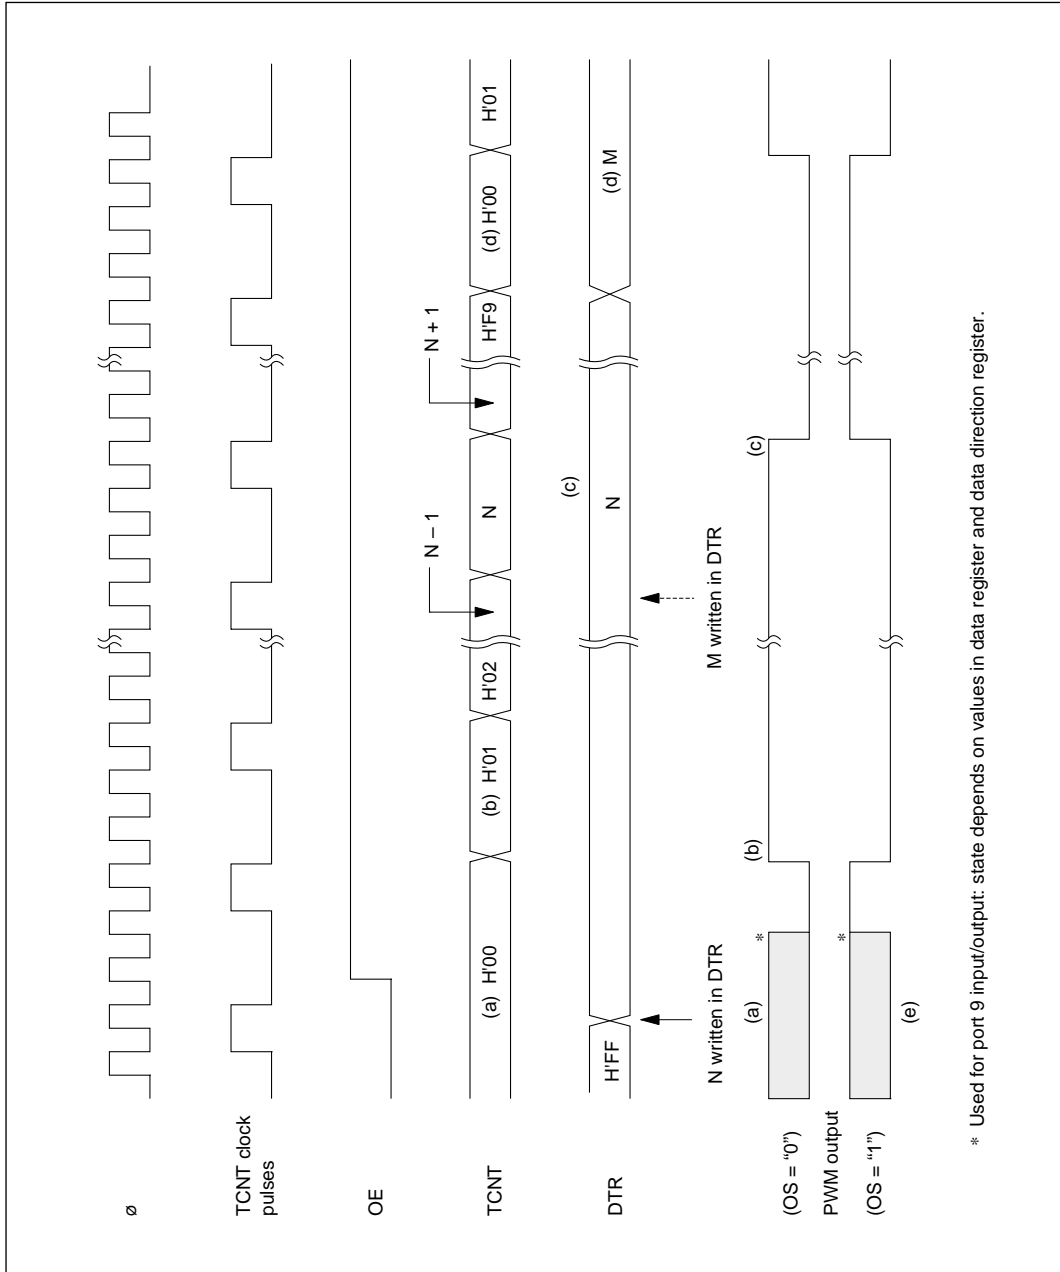 ø
TCNT clock
pulses
OE
TCNT
(a) H'00
(b) H'01
H'02
N – 1
N
N + 1
H'F9
(d) H'00
H'01
DTR
H'FF
N
(c)
(d) M
N written in DTR
M written in DTR
(OS = “0”)
(a)
*
(b)
(c)
PWM output
(OS = “1”)
*
(e)
* Used for port 9 input/output: state depends on values in data register and data direction register.